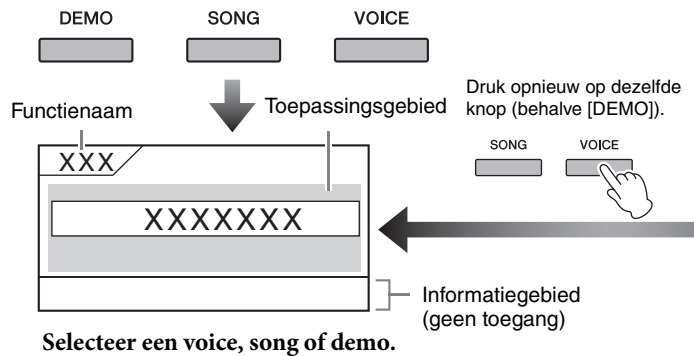 DEMO
SONG
VOICE
Functienaam
Toepassingsgebied
XXX
XXXXXXX
Druk opnieuw op dezelfde
knop (behalve [DEMO]).
SONG
VOICE
Informatiegebied
(geen toegang)
Selecteer een voice, song of demo.